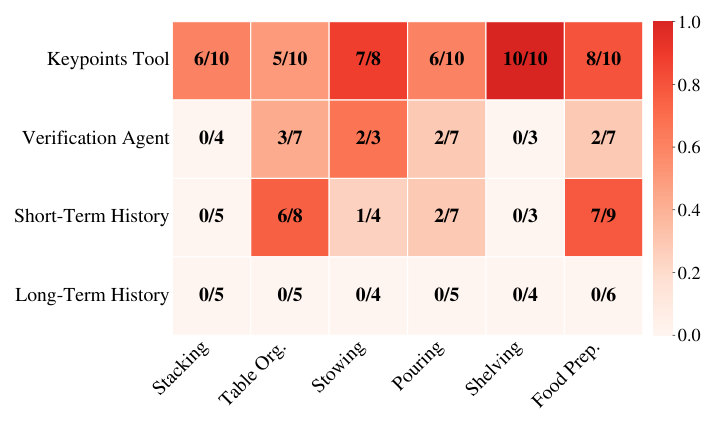 Keypoints Tool 6/10 5/10 7/8 6/10 10/10 8/10
Verification Agent 0/4 3/7 2/3 2/7 0/3 2/7
Short-Term History 0/5 6/8 1/4 2/7 0/3 7/9
Long-Term History 0/5 0/5 0/4 0/5 0/4 0/6
Stacking Table Org. Stowing Pouring Shelving Food Prep.
1.0
0.8
0.6
0.4
0.2
0.0